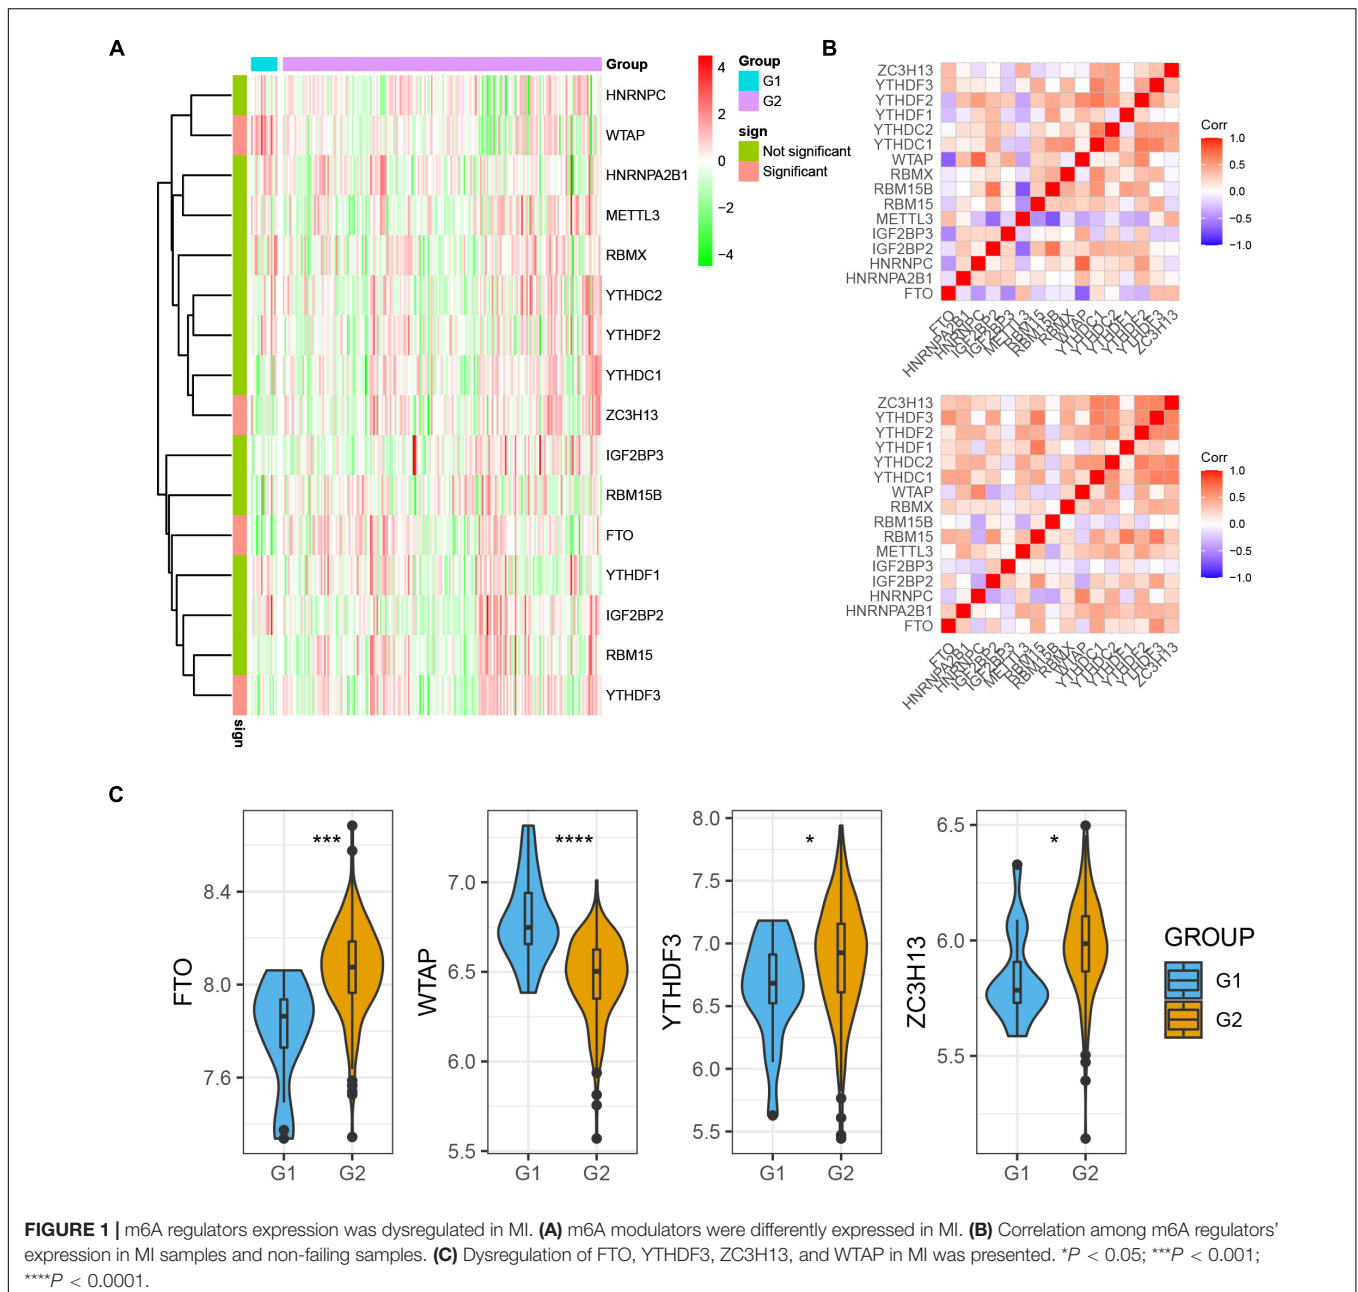 A
Group
HNRNPC
WTAP
HNRNPA2B1
METTL3
RBMX
YTHDC2
YTHDF2
YTHDC1
ZC3H13
IGF2BP3
RBM15B
FTO
YTHDF1
IGF2BP2
RBM15
YTHDF3
sign
4
2
0
−2
−4
Group
G1
G2
sign
Not significant
Significant
B
ZC3H13
YTHDF3
YTHDF2
YTHDF1
YTHDC2
YTHDC1
WTAP
RBMX
RBM15B
RBM15
METTL3
IGF2BP3
IGF2BP2
HNRNPC
HNRNPA2B1
FTO
FTO
HNRNPA2B1
HNRNPC
IGF2BP2
IGF2BP3
METTL3
RBM15
RBM15B
RBMX
WTAP
YTHDC1
YTHDC2
YTHDF1
YTHDF2
YTHDF3
ZC3H13
Corr
1.0
0.5
0.0
−0.5
−1.0
ZC3H13
YTHDF3
YTHDF2
YTHDF1
YTHDC2
YTHDC1
WTAP
RBMX
RBM15B
RBM15
METTL3
IGF2BP3
IGF2BP2
HNRNPC
HNRNPA2B1
FTO
FTO
HNRNPA2B1
HNRNPC
IGF2BP2
IGF2BP3
METTL3
RBM15
RBM15B
RBMX
WTAP
YTHDC1
YTHDC2
YTHDF1
YTHDF2
YTHDF3
ZC3H13
Corr
1.0
0.5
0.0
−0.5
−1.0
C
FTO
8.4
8.0
7.6
***
G1 G2
WTAP
7.0
6.5
6.0
5.5
****
G1 G2
YTHDF3
8.0
7.5
7.0
6.5
6.0
5.5
*
G1 G2
ZC3H13
6.5
6.0
5.5
*
G1 G2
GROUP
G1
G2
FIGURE 1 | m6A regulators expression was dysregulated in MI. (A) m6A modulators were differently expressed in MI. (B) Correlation among m6A regulators’
expression in MI samples and non-failing samples. (C) Dysregulation of FTO, YTHDF3, ZC3H13, and WTAP in MI was presented. *P < 0.05; ***P < 0.001;
****P < 0.0001.